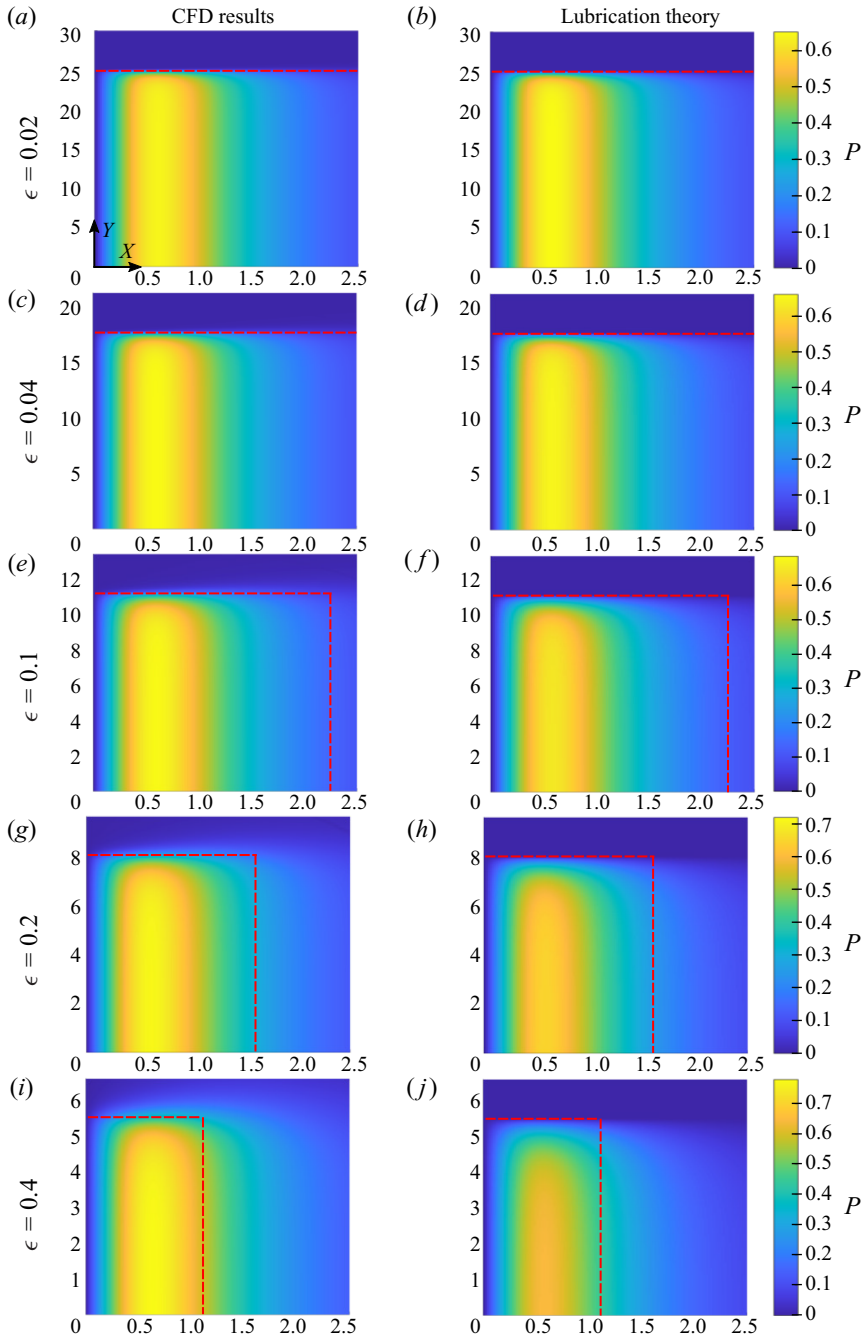 (a) CFD results (b) Lubrication theory
30 30
25 25 0.6
20 20 0.5
15 15 0.4
ϵ = 0.02 P
10 10 0.3
5 5 0.2
Y 0.1
X 0
0 0.5 1.0 1.5 2.0 2.5 0 0.5 1.0 1.5 2.0 2.5
(c) (d)
20 20 0.6
15 15 0.5
ϵ = 0.04 0.4 P
10 10 0.3
5 5 0.2
0.1
0
0 0.5 1.0 1.5 2.0 2.5 0 0.5 1.0 1.5 2.0 2.5
(e) (f)
12 12 0.6
10 10 0.5
8 8 0.4
ϵ = 0.1 P
6 6 0.3
4 4 0.2
2 2 0.1
0
0 0.5 1.0 1.5 2.0 2.5 0 0.5 1.0 1.5 2.0 2.5
(g) (h)
0.7
8 8 0.6
6 6 0.5
ϵ = 0.2 0.4 P
4 4 0.3
2 2 0.2
0.1
0
0 0.5 1.0 1.5 2.0 2.5 0 0.5 1.0 1.5 2.0 2.5
(i) (j)
6 6 0.7
5 5 0.6
4 4 0.5
ϵ = 0.4 0.4 P
3 3 0.3
2 2 0.2
1 1 0.1
0
0 0.5 1.0 1.5 2.0 2.5 0 0.5 1.0 1.5 2.0 2.5